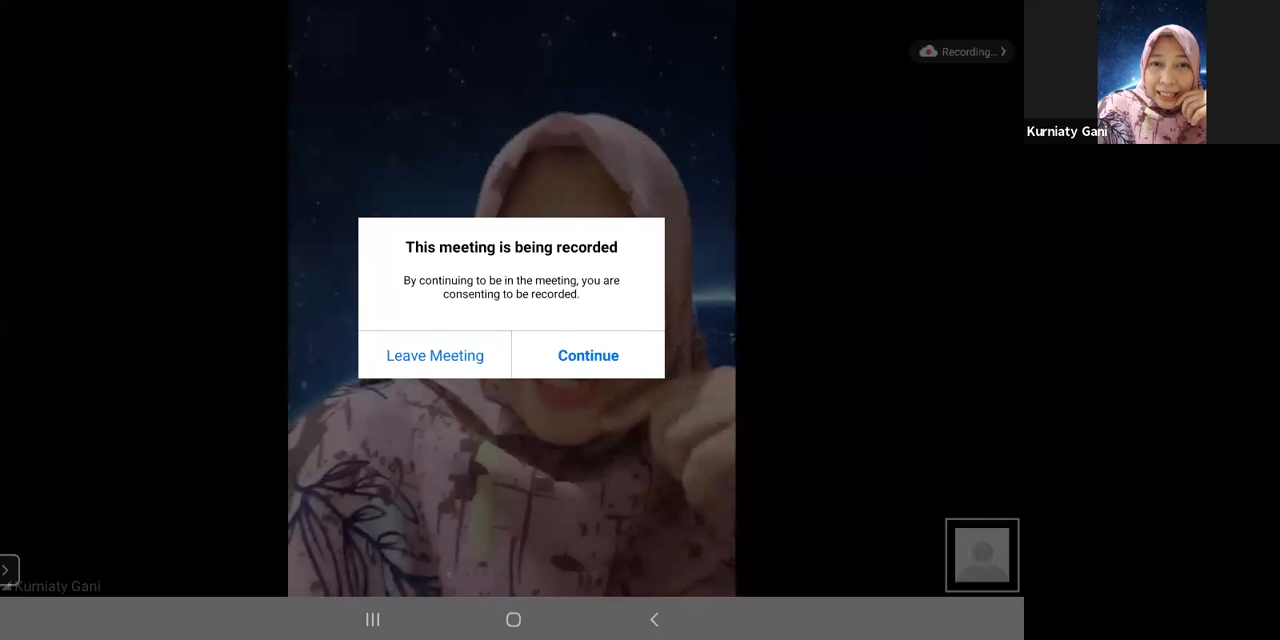 Recording...
Kurniaty Gani
This meeting is being recorded
By continuing to be in the meeting, you are
consenting to be recorded.
Leave Meeting
Continue
Kurniaty Gani